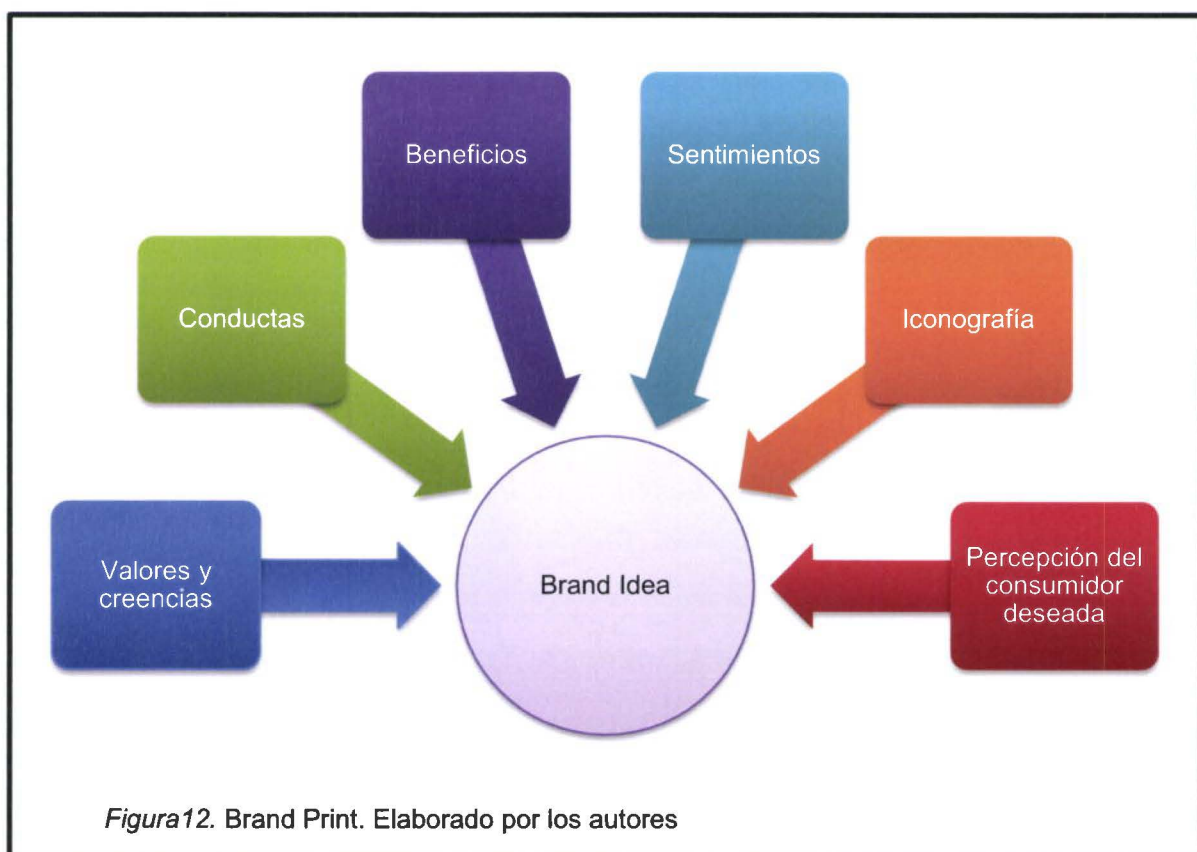 Beneficios
Sentimientos
Conductas
Iconografía
Valores y
creencias
Brand Idea
Percepción del
consumidor
deseada
Figura12. Brand Print. Elaborado por los autores